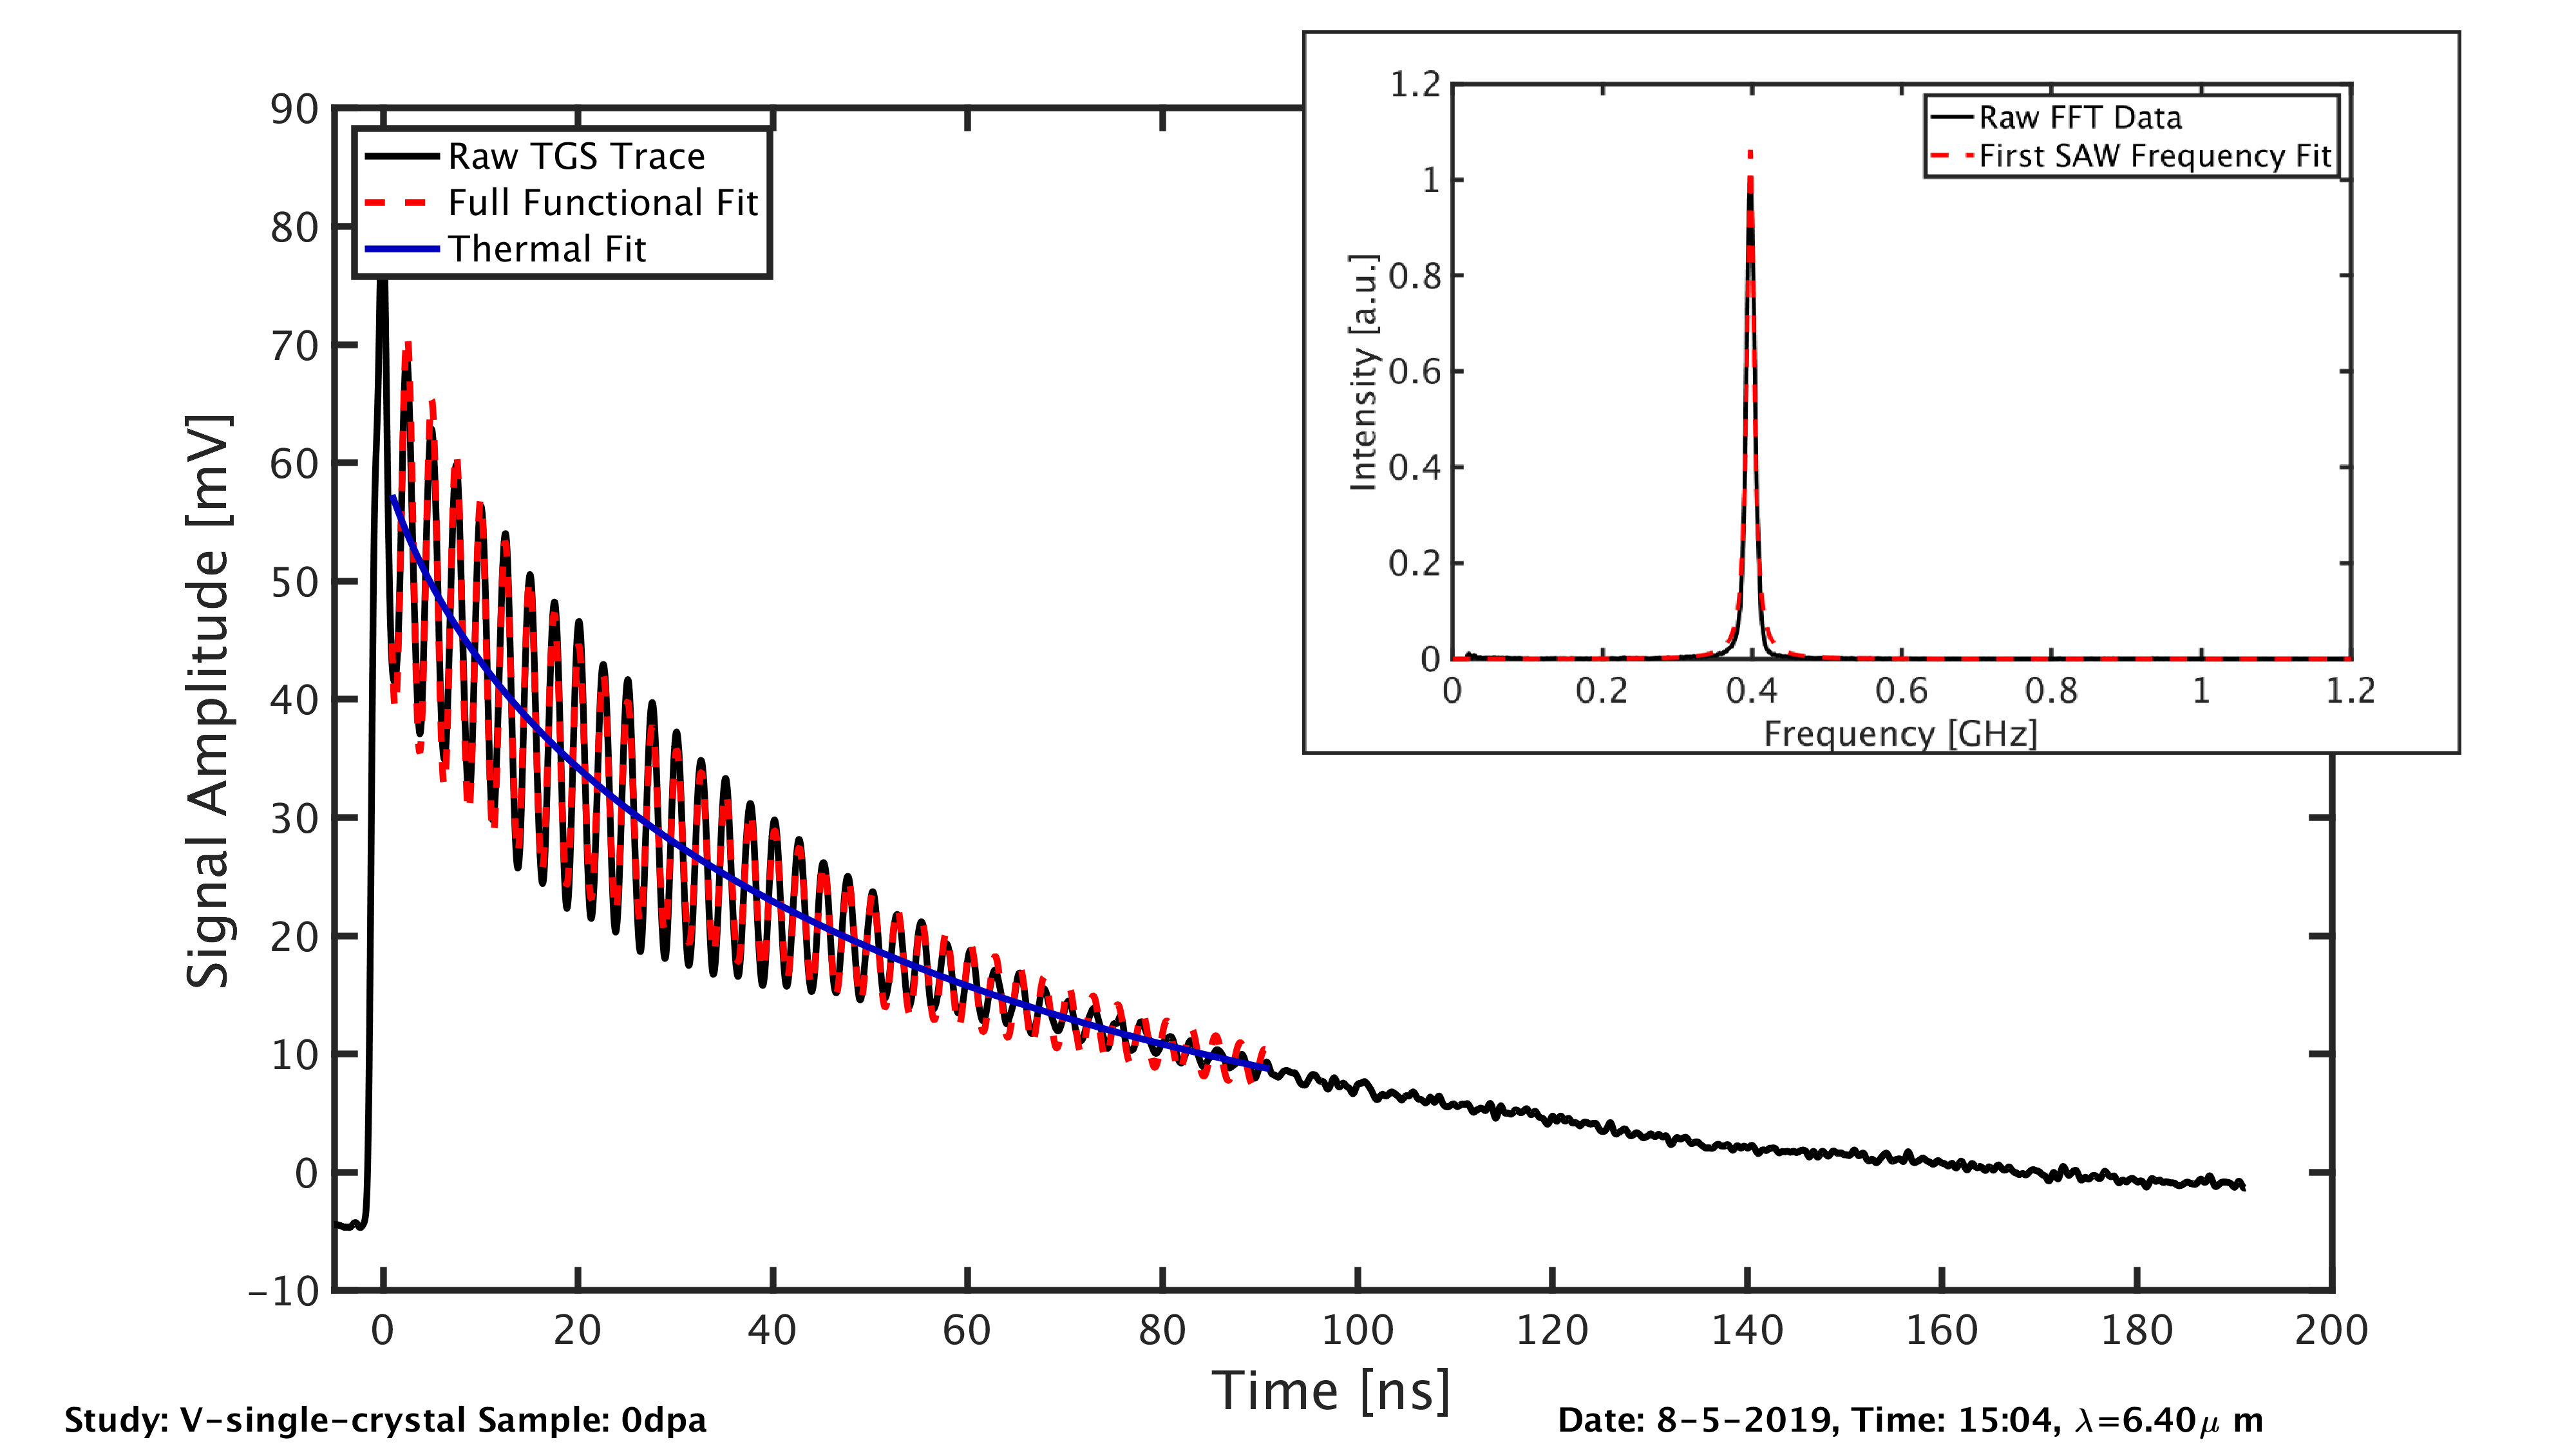 90
80
70
60
50
40
30
20
10
0
−10
Signal Amplitude [mV]
Raw TGS Trace
Full Functional Fit
Thermal Fit
0 20 40 60 80 100 120 140 160 180 200
Time [ns]
1.2
1
0.8
0.6
0.4
0.2
0
Intensity [a.u.]
Raw FFT Data
First SAW Frequency Fit
0 0.2 0.4 0.6 0.8 1 1.2
Frequency [GHz]
Study: V−single−crystal Sample: 0dpa
Date: 8−5−2019, Time: 15:04, λ=6.40μ m